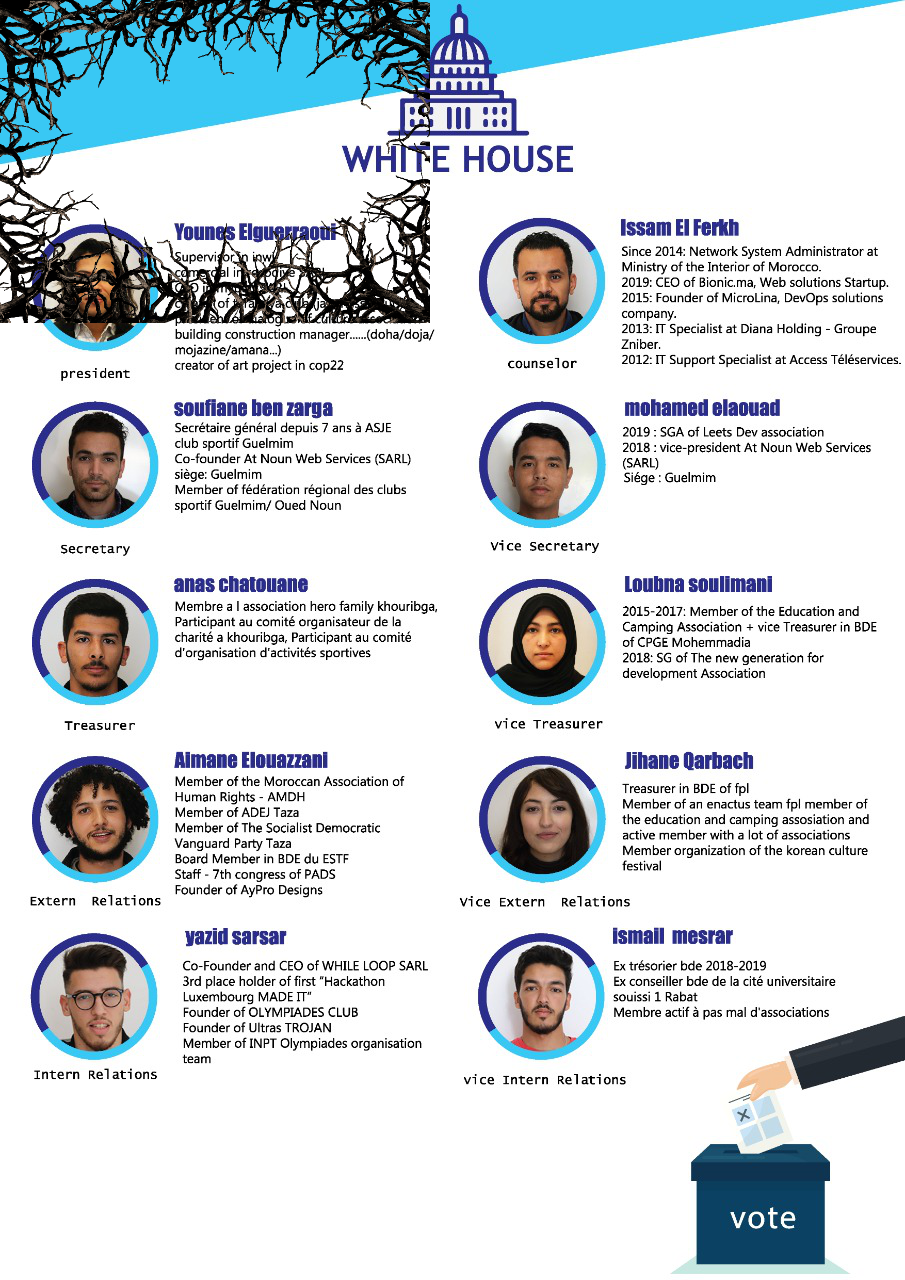 WHITE HOUSE
Younes Elguerraoui
Supervisor in inwi
president
building construction manager......(doha/doja/
mojazine/amana...)
creator of art project in cop22
Issam El Ferkh
Since 2014: Network System Administrator at
Ministry of the Interior of Morocco.
2019: CEO of Bionic.ma, Web solutions Startup.
2015: Founder of MicroLina, DevOps solutions
company.
2013: IT Specialist at Diana Holding - Groupe
Zniber.
2012: IT Support Specialist at Access Téléservices.
counselor
soufiane ben zarga
Secrétaire général depuis 7 ans à ASJE
club sportif Guelmim
Co-founder At Noun Web Services (SARL)
siège: Guelmim
Member of fédération régional des clubs
sportif Guelmim/ Oued Noun
Secretary
mohamed elaouad
2019 : SGA of Leets Dev association
2018 : vice-president At Noun Web Services
(SARL)
Siége : Guelmim
Vice Secretary
anas chatouane
Membre a l association hero family khouribga,
Participant au comité organisateur de la
charité a khouribga, Participant au comité
d'organisation d'activités sportives
Treasurer
Loubna soulimani
2015-2017: Member of the Education and
Camping Association + vice Treasurer in BDE
of CPGE Mohemmadia
2018: SG of The new generation for
development Association
vice Treasurer
Aimane Elouazzani
Member of the Moroccan Association of
Human Rights - AMDH
Member of ADEJ Taza
Member of The Socialist Democratic
Vanguard Party Taza
Board Member in BDE du ESTF
Staff - 7th congress of PADS
Founder of AyPro Designs
Extern Relations
Jihane Qarbach
Treasurer in BDE of fpl
Member of an enactus team fpl member of
the education and camping assosiation and
active member with a lot of associations
Member organization of the korean culture
festival
Vice Extern Relations
yazid sarsar
Co-Founder and CEO of WHILE LOOP SARL
3rd place holder of first "Hackathon
Luxembourg MADE IT"
Founder of OLYMPIADES CLUB
Founder of Ultras TROJAN
Member of INPT Olympiades organisation
team
Intern Relations
ismail mesrar
Ex trésorier bde 2018-2019
Ex conseiller bde de la cité universitaire
souissi 1 Rabat
Membre actif à pas mal d'associations
vice Intern Relations
vote